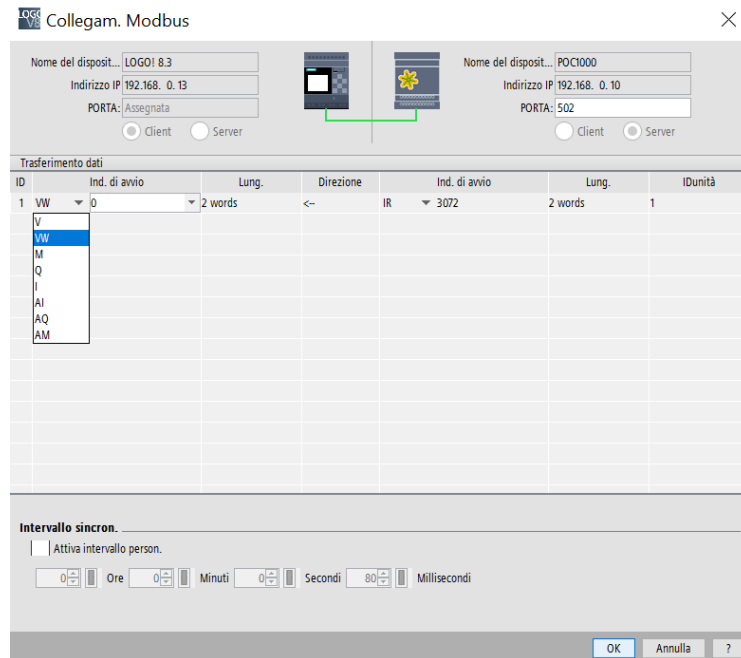 LOGO!
V8
Collegam. Modbus
Nome del disposit... LOGO! 8.3
Indirizzo IP 192.168. 0. 13
PORTA: Assegnata
Client Server
Nome del disposit... POC1000
Indirizzo IP 192.168. 0. 10
PORTA: 502
Client Server
Trasferimento dati
ID Ind. di avvio Lung. Direzione Ind. di avvio Lung. IDunità
1 VW 0 2 words <-- IR 3072 2 words 1
V
VW
M
Q
I
AI
AQ
AM
Intervallo sincron.
Attiva intervallo person.
0 Ore 0 Minuti 0 Secondi 80 Millisecondi
OK Annulla ?